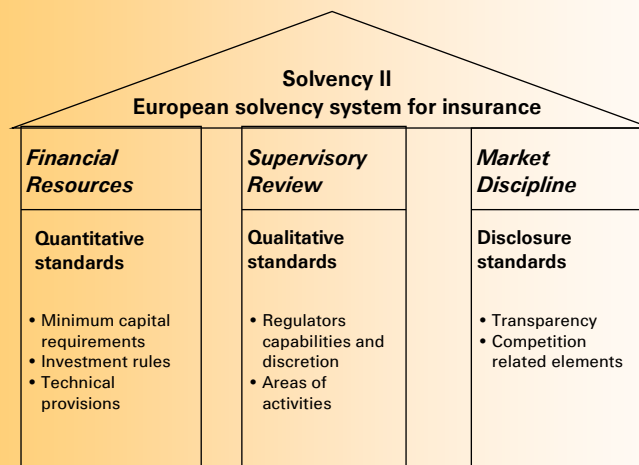 Solvency II
European solvency system for insurance
Financial
Resources
Quantitative
standards
• Minimum capital
requirements
• Investment rules
• Technical
provisions
Supervisory
Review
Qualitative
standards
• Regulators
capabilities and
discretion
• Areas of
activities
Market
Discipline
Disclosure
standards
• Transparency
• Competition
related elements